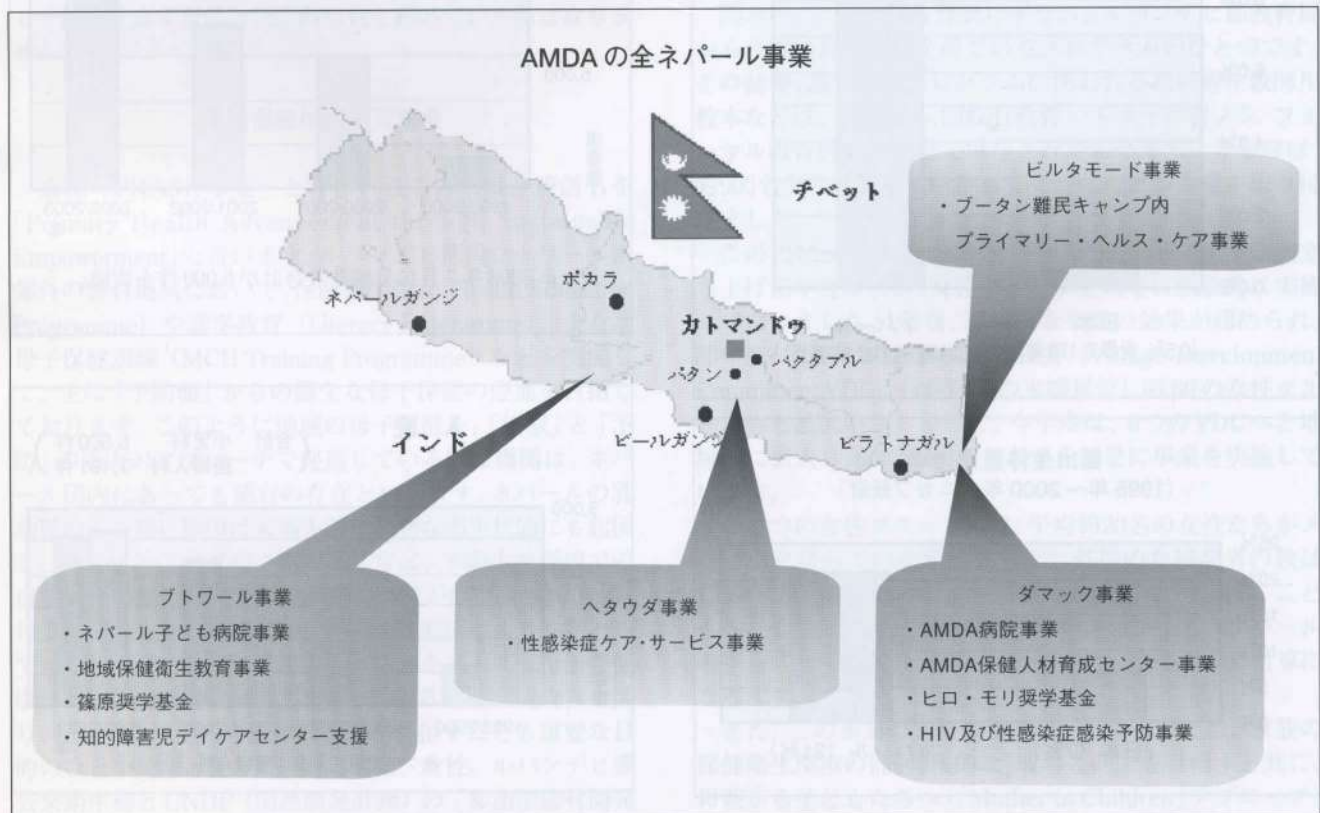 AMDA の全ネパール事業
チベット
ビルタモード事業
・ブータン難民キャンプ内
プライマリー・ヘルス・ケア事業
ポカラ
ネパールガンジ
カトマンドゥ
バクタプル
パタン
インド
ビールガンジ
ビラトナガル
ブトワール事業
・ネパール子ども病院事業
・地域保健衛生教育事業
・篠原奨学基金
・知的障害児デイケアセンター支援
ヘタウダ事業
・性感染症ケア・サービス事業
ダマック事業
・AMDA病院事業
・AMDA保健人材育成センター事業
・ヒロ・モリ奨学基金
・HIV及び性感染症感染予防事業